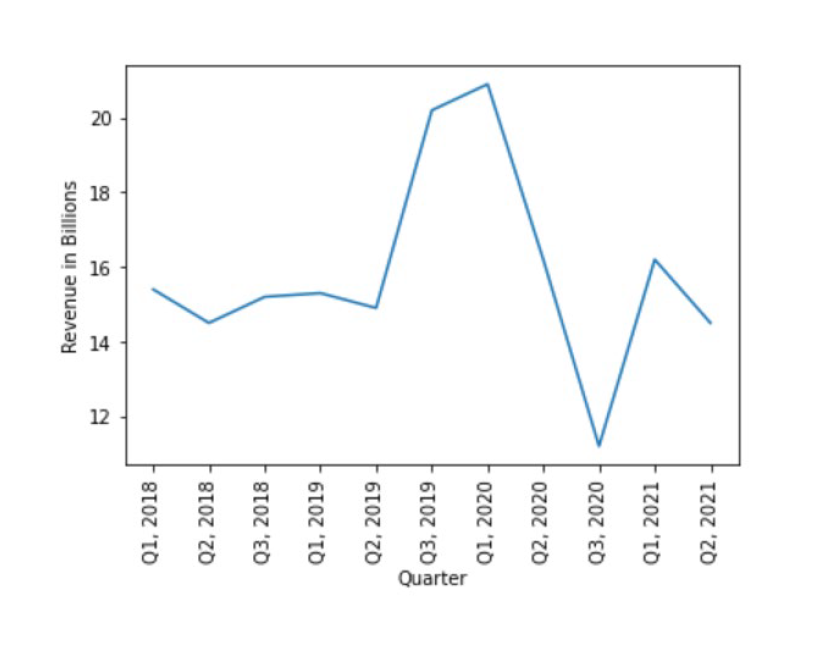 20
18
16
14
12
Revenue in Billions
Q1, 2018
Q2, 2018
Q3, 2018
Q1, 2019
Q2, 2019
Q3, 2019
Q1, 2020
Q2, 2020
Q3, 2020
Q1, 2021
Q2, 2021
Quarter